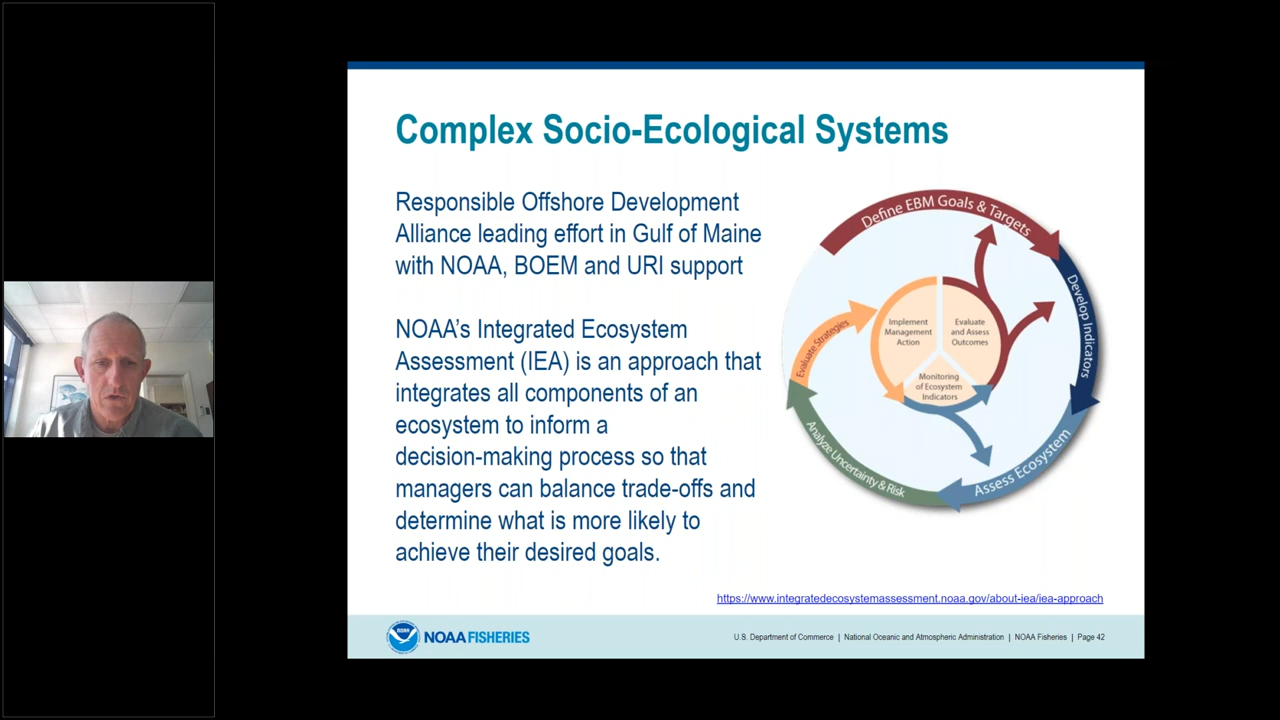 Complex Socio-Ecological Systems
Responsible Offshore Development
Alliance leading effort in Gulf of Maine
with NOAA, BOEM and URI support
NOAA's Integrated Ecosystem
Assessment (IEA) is an approach that
integrates all components of an
ecosystem to inform a
decision-making process so that
managers can balance trade-offs and
determine what is more likely to
achieve their desired goals.
Define EBM Goals & Targets
Develop Indicators
Assess Ecosystem
Analyze Uncertainty & Risk
Evaluate Strategies
Implement
Management
Action
Evaluate
and Assess
Outcomes
Monitoring
of Ecosystem
Indicators
https://www.integratedecosystemassessment.noaa.gov/about-iea/iea-approach
NOAA
NOAA FISHERIES
U.S. Department of Commerce | National Oceanic and Atmospheric Administration | NOAA Fisheries | Page 42